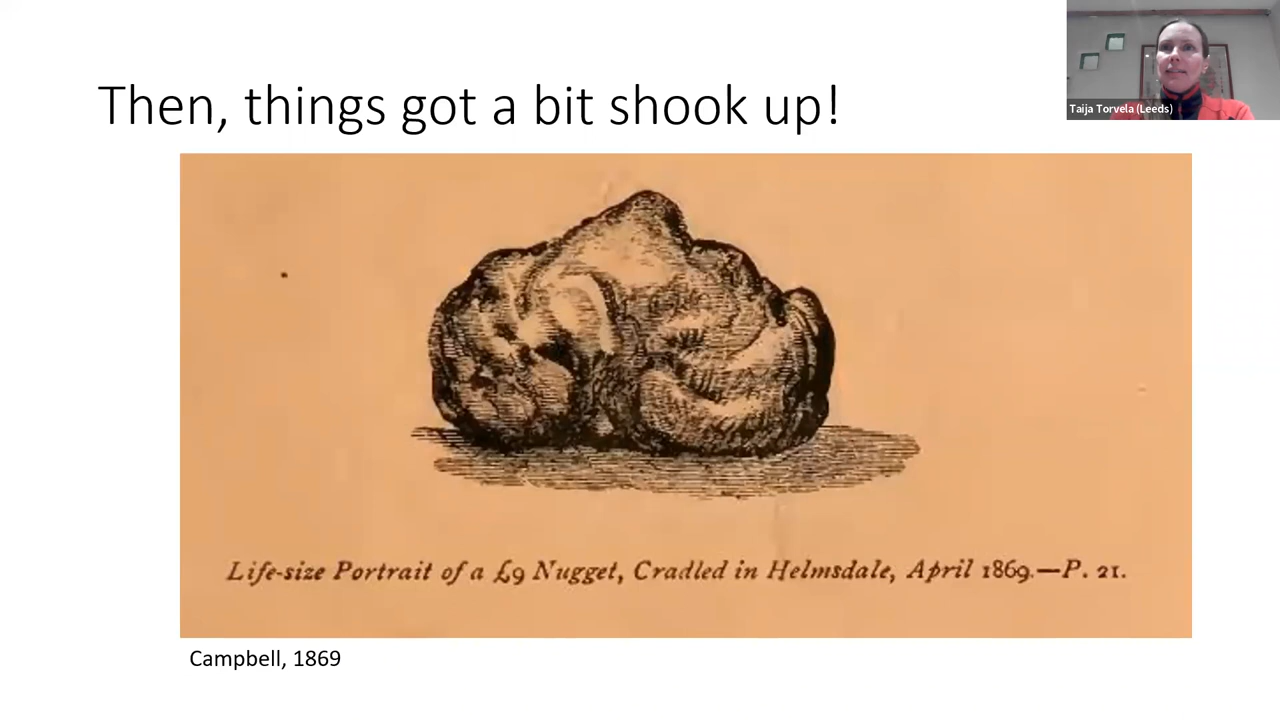 Then, things got a bit shook up!
Taija Torvela (Leeds)
Life-size Portrait of a £9 Nugget, Cradled in Helmsdale, April 1869.—P. 21.
Campbell, 1869